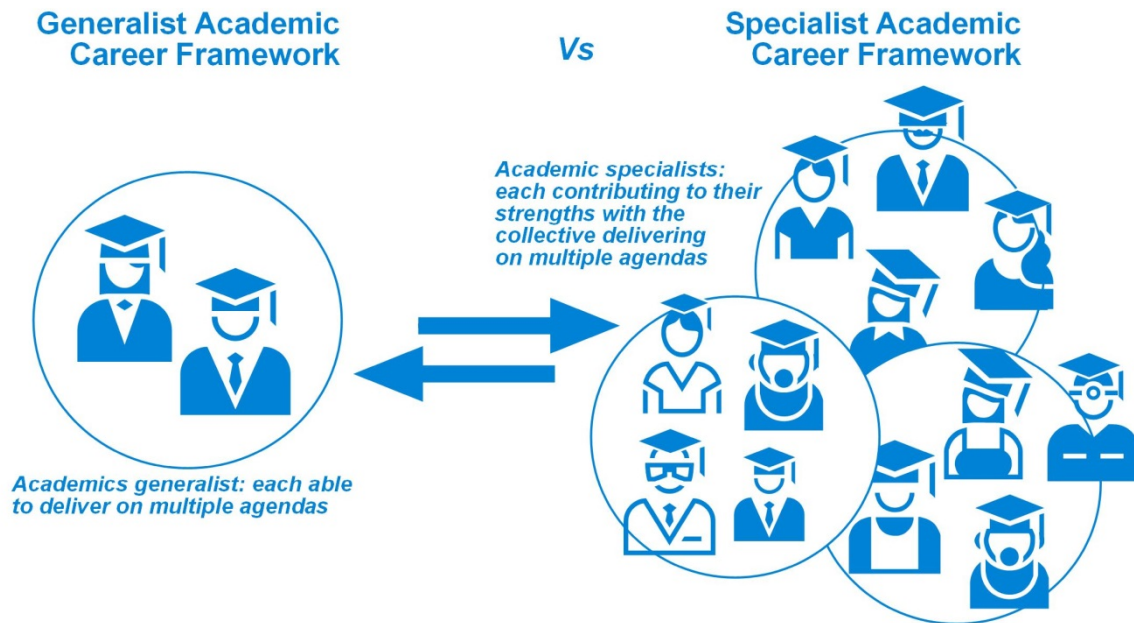 Generalist Academic
Career Framework
Vs
Specialist Academic
Career Framework
Academic specialists:
each contributing to their
strengths with the
collective delivering
on multiple agendas
Academics generalist: each able
to deliver on multiple agendas